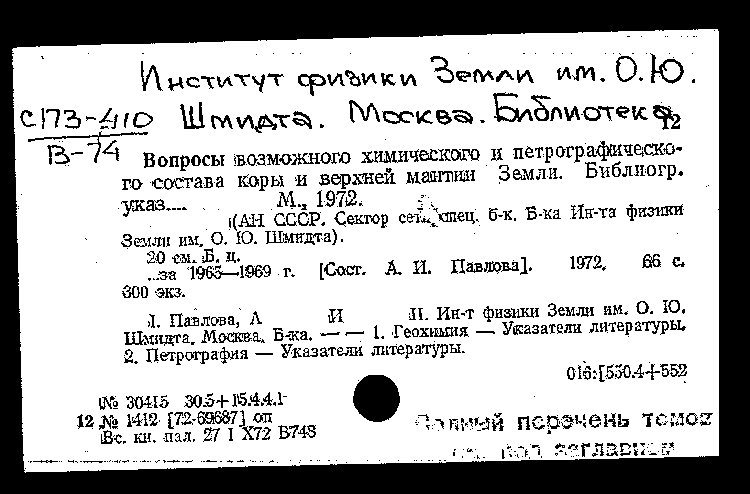 Институт физики Земли им. О.Ю.
С173-410 Шмидта. Москва. Библиотека
В-74 12
Вопросы возможного химического и петрографическо-
го состава коры и верхней мантии Земли. Библиогр.
указ.... М., 1972.
(АН СССР. Сектор сети спец. б-к. Б-ка Ин-та физики
Земли им. О. Ю. Шмидта).
20 см. Б. ц.
...за 1965—1969 г. [Сост. А. И. Павлова]. 1972. 66 с.
300 экз.
I. Павлова, А И II. Ин-т физики Земли им. О. Ю.
Шмидта, Москва. Б-ка. — — 1. Геохимия — Указатели литературы.
2. Петрография — Указатели литературы.
016:[550.4+552
№ 30415 30.5+15.4.4.1
12 № 1412 [72-69687] оп
Вс. кн. пал. 27 I X72 В748
Полный перечень томов
под заглавием